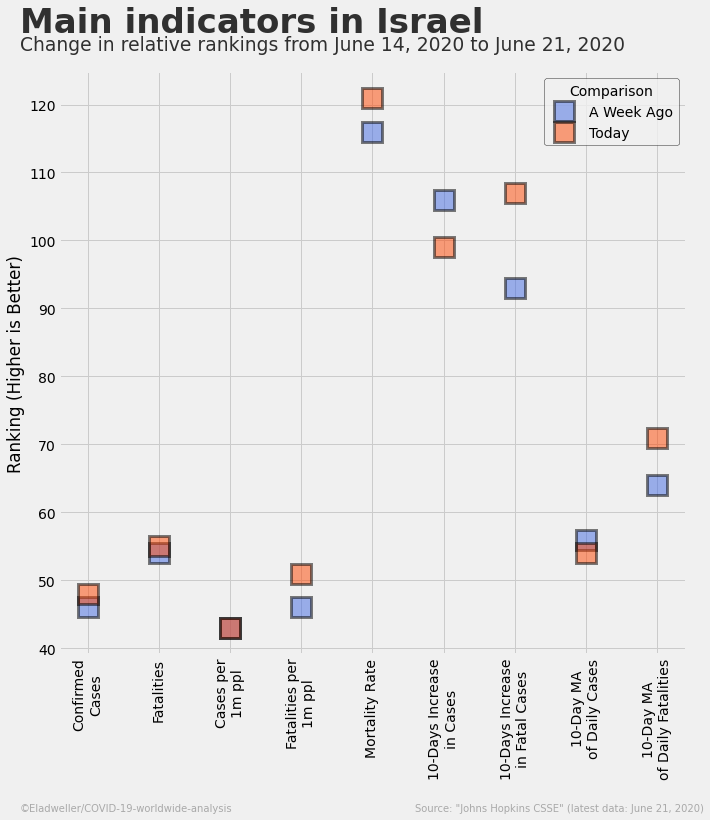 Main indicators in Israel
Change in relative rankings from June 14, 2020 to June 21, 2020
Comparison
A Week Ago
Today
Ranking (Higher is Better)
120
110
100
90
80
70
60
50
40
Confirmed
Cases
Fatalities
Cases per
1m ppl
Fatalities per
1m ppl
Mortality Rate
10-Days Increase
in Cases
10-Days Increase
in Fatal Cases
10-Day MA
of Daily Cases
10-Day MA
of Daily Fatalities
©Eladweller/COVID-19-worldwide-analysis
Source: "Johns Hopkins CSSE" (latest data: June 21, 2020)